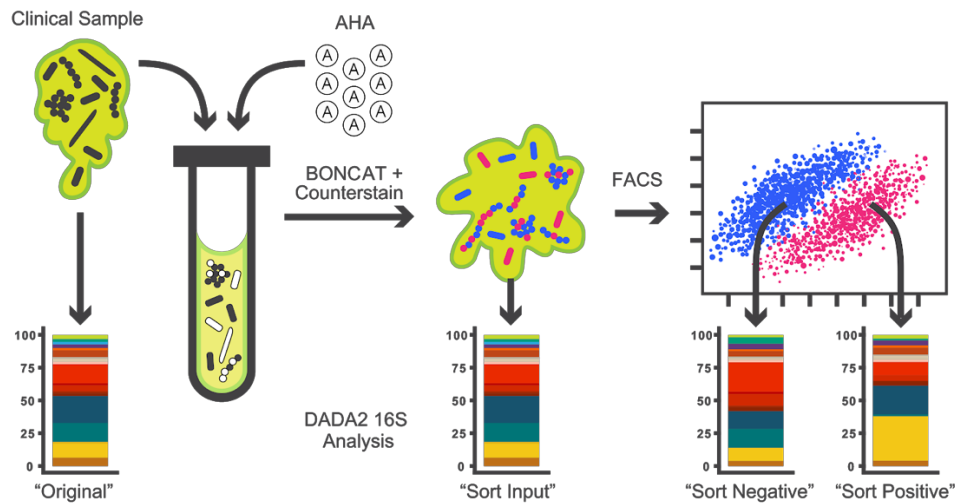 Clinical Sample
AHA
A A
A
A A
A
A A
A
BONCAT +
Counterstain
FACS
DADA2 16S
Analysis
100
75
50
25
0
"Original"
100
75
50
25
0
"Sort Input"
100
75
50
25
0
"Sort Negative"
100
75
50
25
0
"Sort Positive"